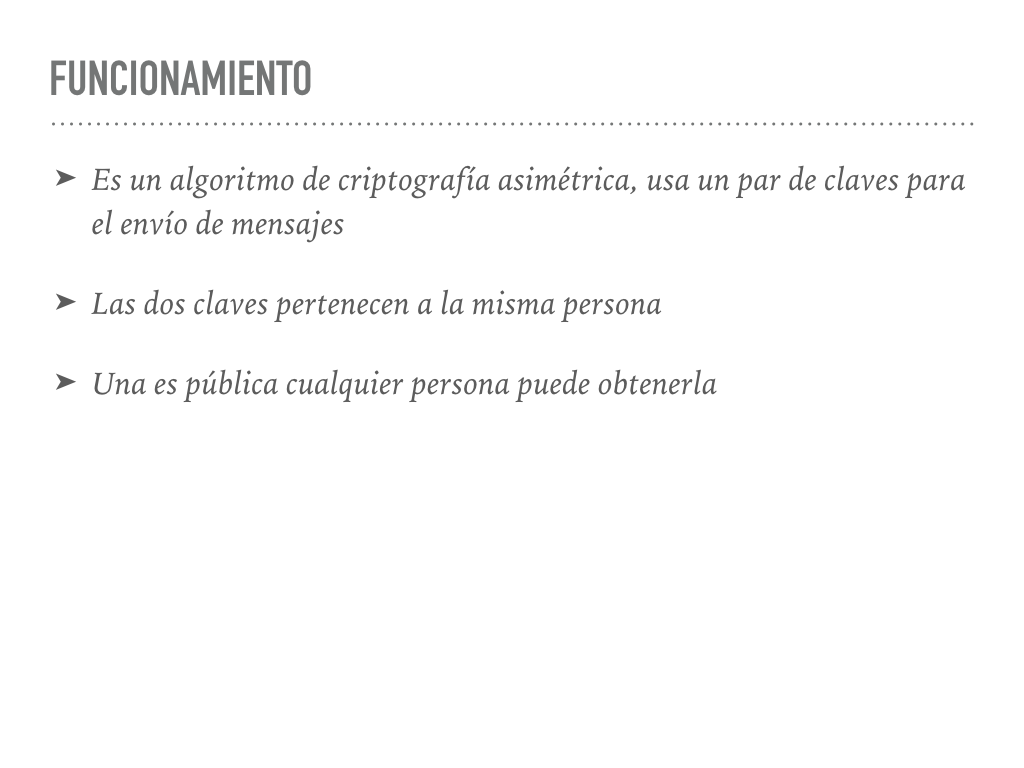 FUNCIONAMIENTO
➤ Es un algoritmo de criptografía asimétrica, usa un par de claves para
el envío de mensajes
➤ Las dos claves pertenecen a la misma persona
➤ Una es pública cualquier persona puede obtenerla